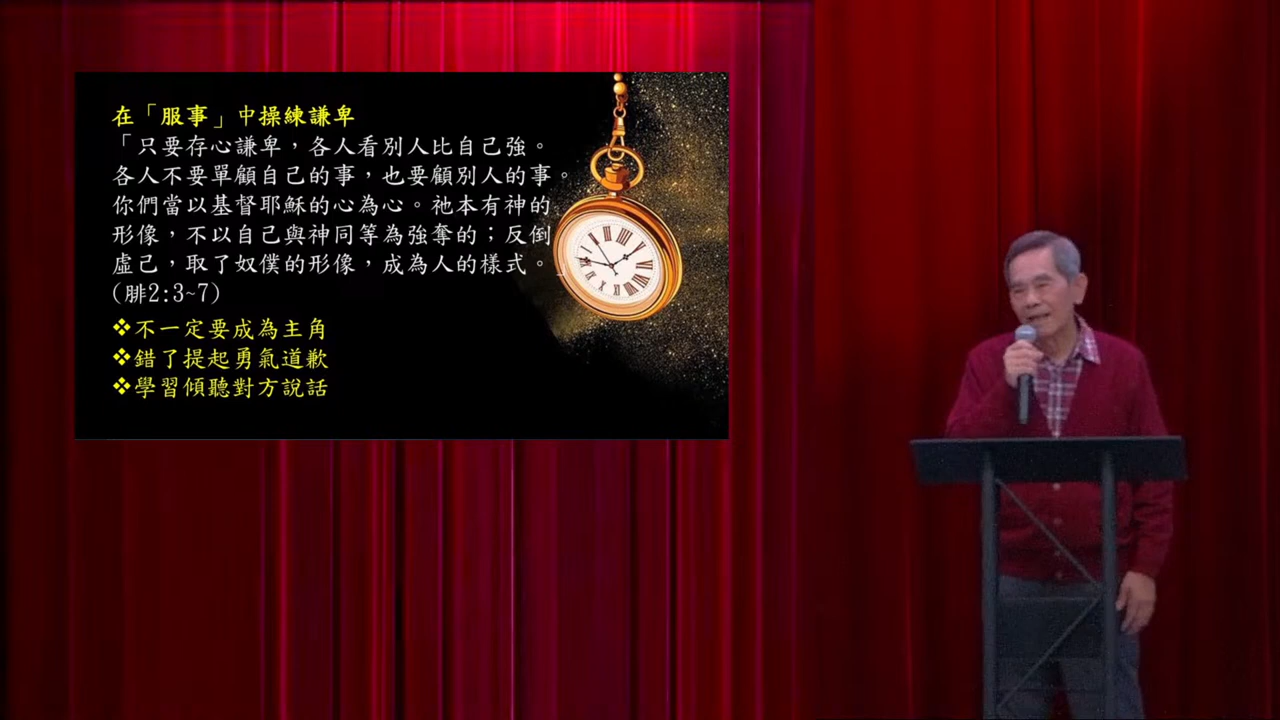 在「服事」中操練謙卑
「只要存心謙卑，各人看別人比自己強。
各人不要單顧自己的事，也要顧別人的事。
你們當以基督耶穌的心為心。祂本有神的
形像，不以自己與神同等為強奪的；反倒
虛己，取了奴僕的形像，成為人的樣式。」
(腓2:3~7)
❖不一定要成為主角
❖錯了提起勇氣道歉
❖學習傾聽對方說話